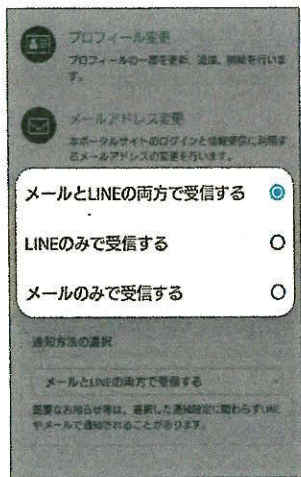 プロフィール変更
プロフィールの一部を更新、追加、削除を行いま
す。
メールアドレス変更
本ポータルサイトのログインと情報受信に利用す
るメールアドレスの変更を行います。
メールとLINEの両方で受信する
LINEのみで受信する
メールのみで受信する
通知方法の選択
メールとLINEの両方で受信する
重要なお知らせ等は、選択した通知設定に関わらずLINE
やメールで通知されることがあります。